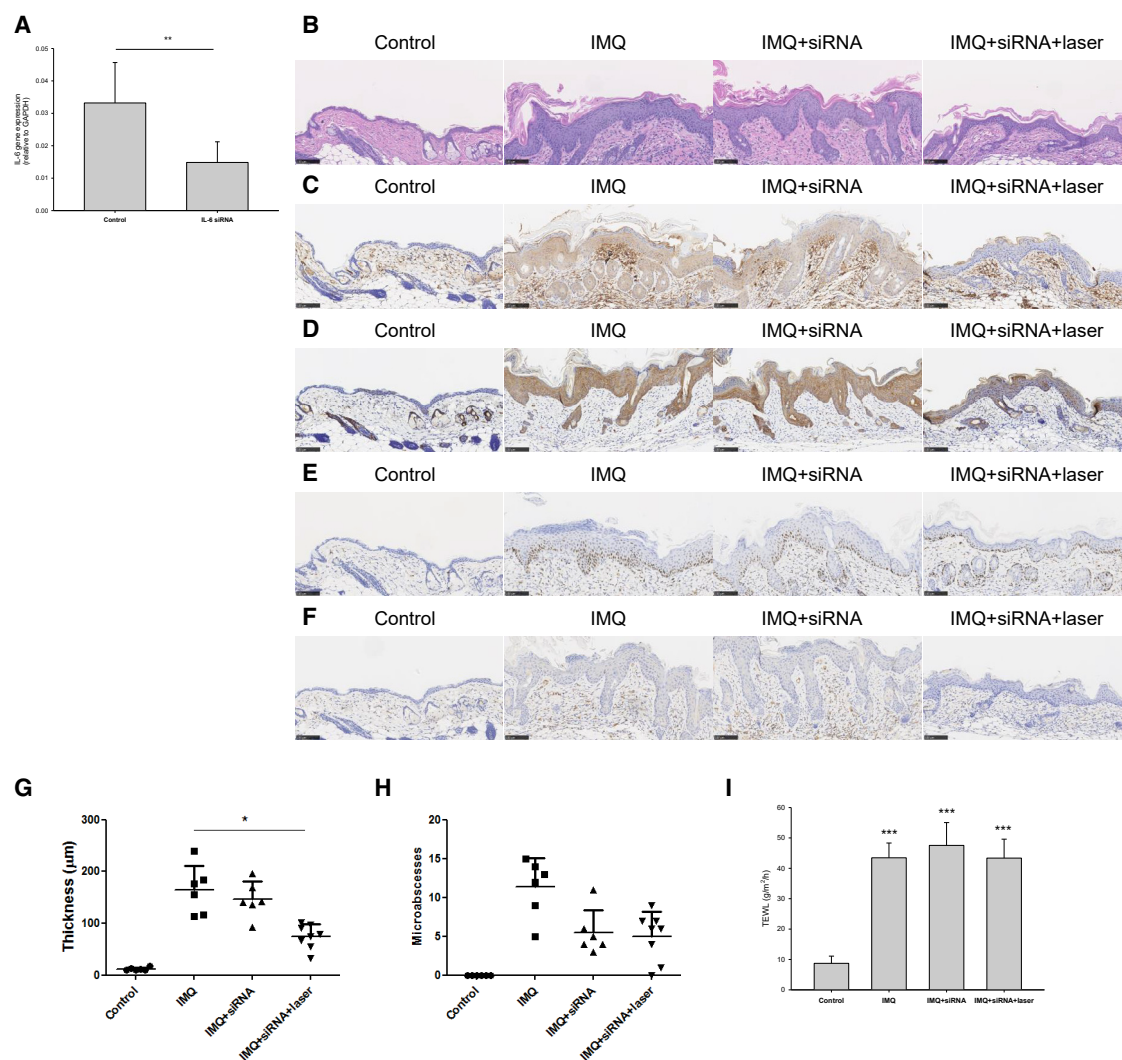 A
**
0.05
0.04
0.03
0.02
0.01
0.00
IL-6 gene expression
(relative to GAPDH)
Control
IL-6 siRNA
B
Control
IMQ
IMQ+siRNA
IMQ+siRNA+laser
C
Control
IMQ
IMQ+siRNA
IMQ+siRNA+laser
D
Control
IMQ
IMQ+siRNA
IMQ+siRNA+laser
E
Control
IMQ
IMQ+siRNA
IMQ+siRNA+laser
F
Control
IMQ
IMQ+siRNA
IMQ+siRNA+laser
G
Thickness (µm)
300
200
100
0
*
Control
IMQ
IMQ+siRNA
IMQ+siRNA+laser
H
Microabscesses
20
15
10
5
0
Control
IMQ
IMQ+siRNA
IMQ+siRNA+laser
I
TEWL (g/m²/h)
60
50
40
30
20
10
0
***
***
***
Control
IMQ
IMQ+siRNA
IMQ+siRNA+laser